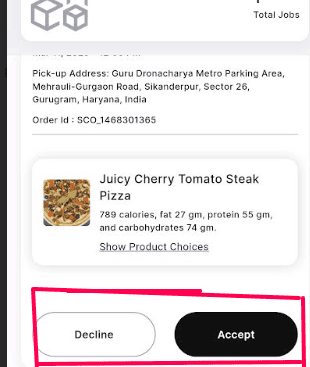 Total Jobs
Pick-up Address: Guru Dronacharya Metro Parking Area,
Mehrauli-Gurgaon Road, Sikanderpur, Sector 26,
Gurugram, Haryana, India
Order Id : SCO_1468301365
Juicy Cherry Tomato Steak
Pizza
789 calories, fat 27 gm, protein 55 gm,
and carbohydrates 74 gm.
Show Product Choices
Decline Accept